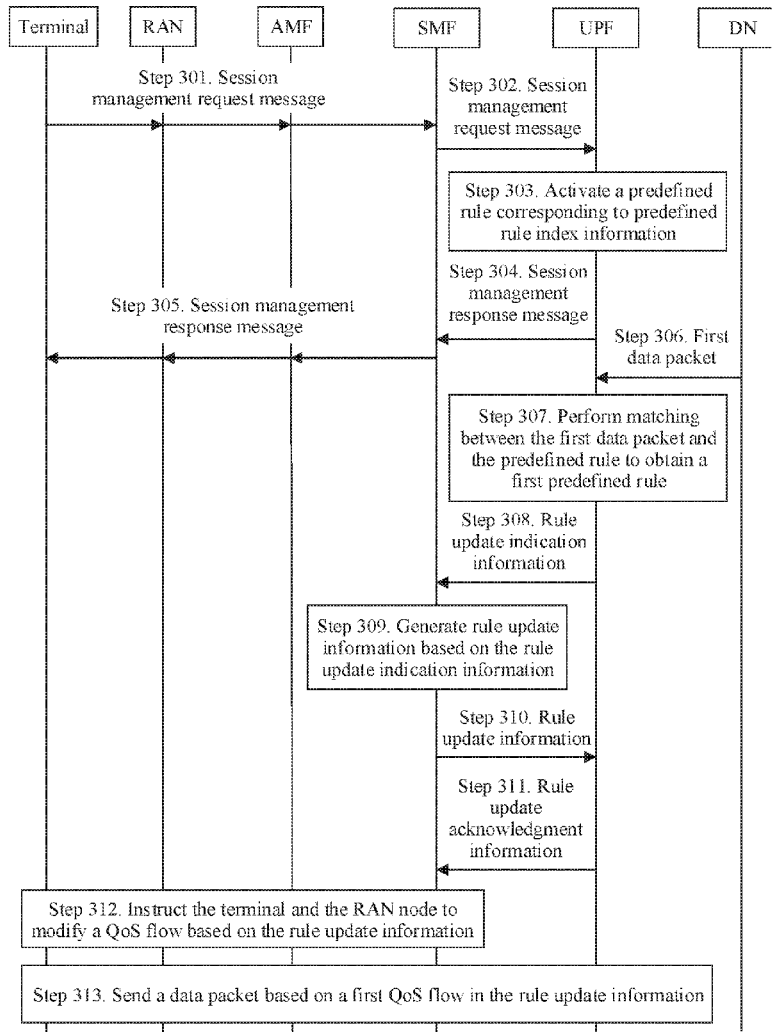 Terminal
RAN
AMF
SMF
UPF
DN
Step 301. Session
management request message
Step 302. Session
management
request message
Step 303. Activate a predefined
rule corresponding to predefined
rule index information
Step 304. Session
management
response message
Step 305. Session management
response message
Step 306. First
data packet
Step 307. Perform matching
between the first data packet and
the predefined rule to obtain a
first predefined rule
Step 308. Rule
update indication
information
Step 309. Generate rule update
information based on the rule
update indication information
Step 310. Rule
update information
Step 311. Rule
update
acknowledgment
information
Step 312. Instruct the terminal and the RAN node to
modify a QoS flow based on the rule update information
Step 313. Send a data packet based on a first QoS flow in the rule update information